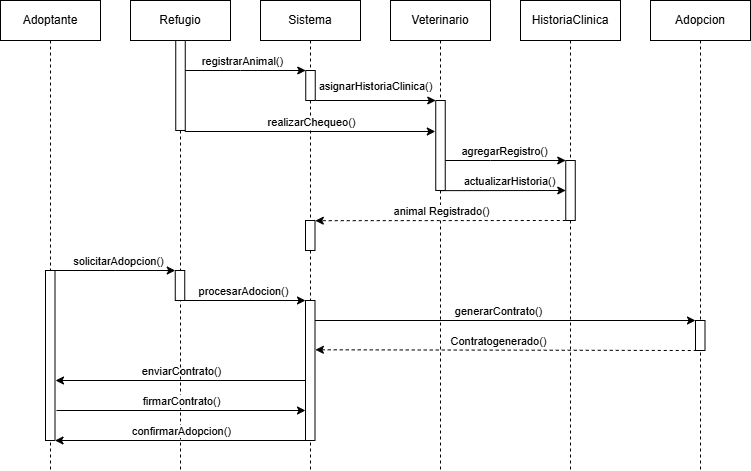 Adoptante
Refugio
Sistema
Veterinario
HistoriaClinica
Adopcion
registrarAnimal()
asignarHistoriaClinica()
realizarChequeo()
agregarRegistro()
actualizarHistoria()
animal Registrado()
solicitarAdopcion()
procesarAdocion()
generarContrato()
Contratogenerado()
enviarContrato()
firmarContrato()
confirmarAdopcion()